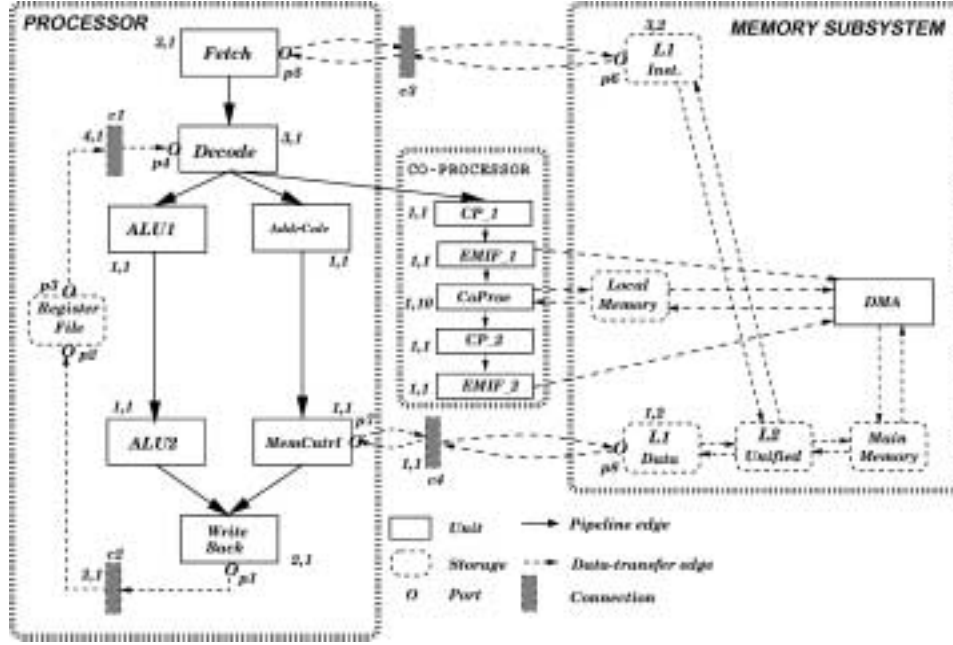 PROCESSOR
MEMORY SUBSYSTEM
3,1
Fetch
p5
c3
3,2
L1
Inst.
p6
c1
4,1
p4
Decode
3,1
CO-PROCESSOR
ALU1
1,1
AddrCalc
1,1
1,1
CP_1
1,1
EMIF_1
1,10
CoProc
1,1
CP_2
1,1
EMIF_2
Local
Memory
DMA
p3
Register
File
p2
1,1
ALU2
1,1
MemCntrl
p7
1,1
c4
1,2
L1
Data
p8
L2
Unified
Main
Memory
Write
Back
2,1
p1
c2
Unit
Pipeline edge
Storage
Data-transfer edge
Port
Connection